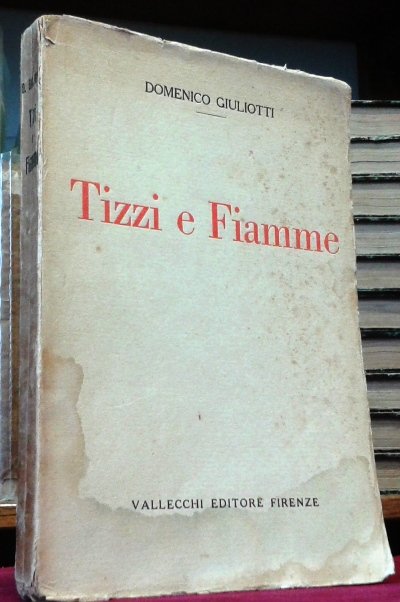 DOMENICO GIULIOTTI
Tizzi e Fiamme
VALLECCHI EDITORE FIRENZE